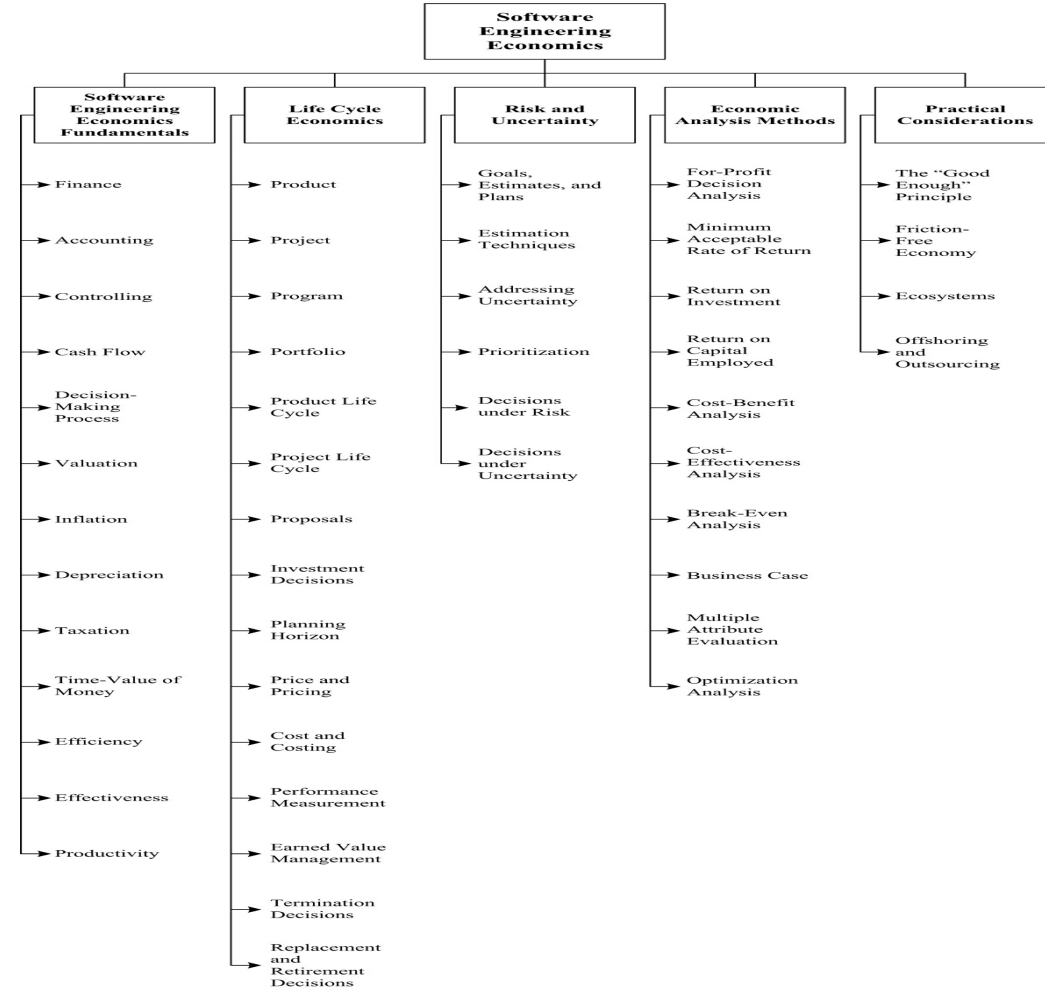 Software
Engineering
Economics
Software
Engineering
Economics
Fundamentals
Finance
Accounting
Controlling
Cash Flow
Decision-
Making
Process
Valuation
Inflation
Depreciation
Taxation
Time-Value of
Money
Efficiency
Effectiveness
Productivity
Life Cycle
Economics
Product
Project
Program
Portfolio
Product Life
Cycle
Project Life
Cycle
Proposals
Investment
Decisions
Planning
Horizon
Price and
Pricing
Cost and
Costing
Performance
Measurement
Earned Value
Management
Termination
Decisions
Replacement
and
Retirement
Decisions
Risk and
Uncertainty
Goals,
Estimates, and
Plans
Estimation
Techniques
Addressing
Uncertainty
Prioritization
Decisions
under Risk
Decisions
under
Uncertainty
Economic
Analysis Methods
For-Profit
Decision
Analysis
Minimum
Acceptable
Rate of Return
Return on
Investment
Return on
Capital
Employed
Cost-Benefit
Analysis
Cost-
Effectiveness
Analysis
Break-Even
Analysis
Business Case
Multiple
Attribute
Evaluation
Optimization
Analysis
Practical
Considerations
The “Good
Enough”
Principle
Friction-
Free
Economy
Ecosystems
Offshoring
and
Outsourcing